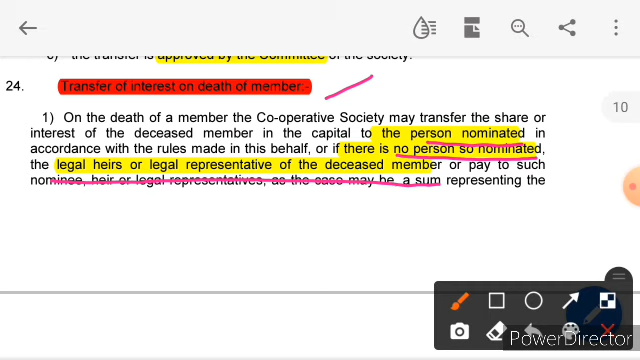 c) the transfer is approved by the Committee of the society.
10
24. Transfer of interest on death of member:-
1) On the death of a member the Co-operative Society may transfer the share or
interest of the deceased member in the capital to the person nominated in
accordance with the rules made in this behalf, or if there is no person so nominated,
the legal heirs or legal representative of the deceased member or pay to such
nominee, heir or legal representatives, as the case may be, a sum representing the
PowerDirector